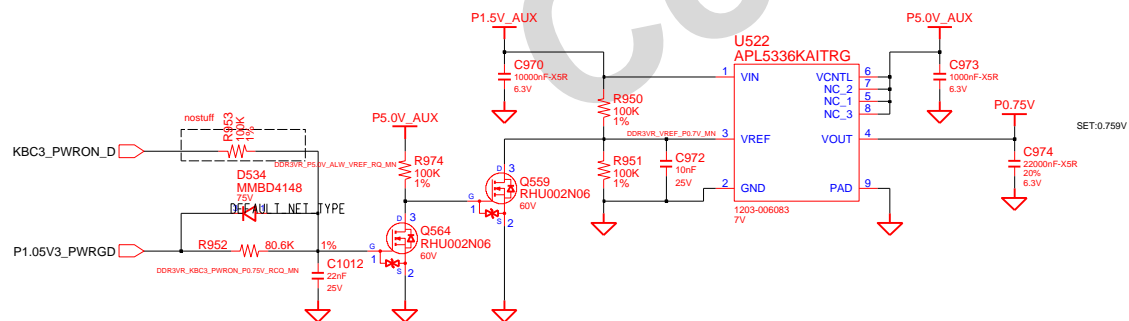 P1.5V_AUX
P5.0V_AUX
U522
APL5336KAITRG
C970
10000nF-X5R
6.3V
1
VIN
VCNTL
6
NC_2
7
NC_1
5
NC_3
8
C973
1000nF-X5R
6.3V
R950
100K
1%
P0.75V
SET:0.759V
nostuff
R953
100K
1%
P5.0V_AUX
DDR3VR_VREF_P0.7V_MN
3
VREF
VOUT
4
KBC3_PWRON_D
DDR3VR_P5.0V_ALW_VREF_RQ_MN
R974
100K
1%
R951
100K
1%
C972
10nF
25V
C974
22000nF-X5R
20%
6.3V
D534
MMBD4148
75V
DEFAULT_NET_TYPE
D
3
Q559
RHU002N06
60V
G
1
S
2
2
GND
PAD
9
1203-006083
7V
P1.05V3_PWRGD
R952
80.6K
1%
D
3
Q564
RHU002N06
60V
G
1
S
2
DDR3VR_KBC3_PWRON_P0.75V_RCQ_MN
C1012
22nF
25V